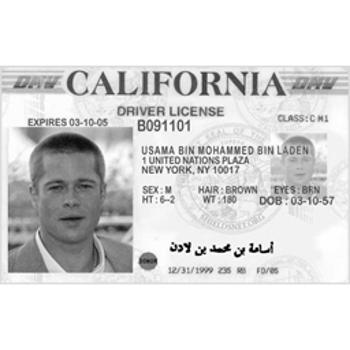 DMV CALIFORNIA DMV
DRIVER LICENSE
EXPIRES 03-10-05 B091101 CLASS: C M1
USAMA BIN MOHAMMED BIN LADEN
1 UNITED NATIONS PLAZA
NEW YORK, NY 10017
SEX : M HAIR : BROWN EYES : BRN
HT : 6-2 WT : 180 DOB : 03-10-57
أسامة بن محمد بن لادن
DONOR
12/31/1999 235 RB FD/05